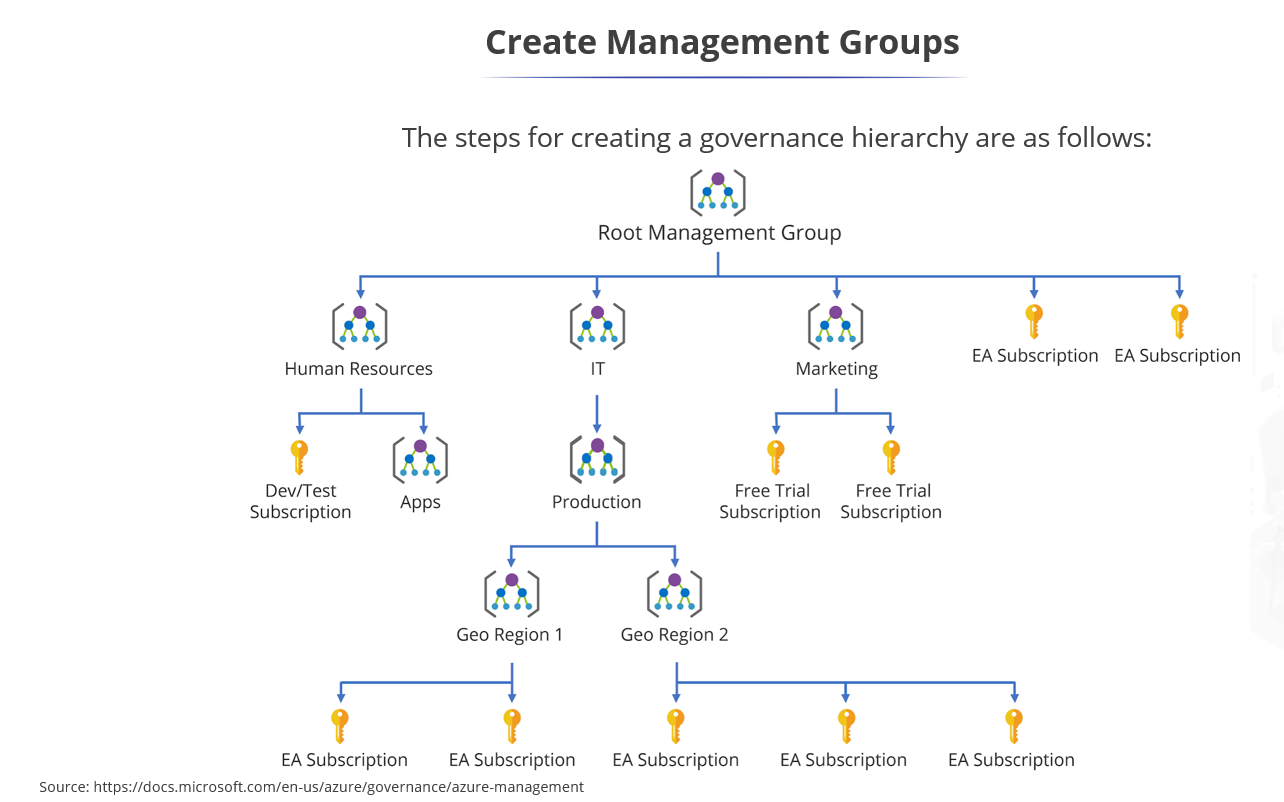 Create Management Groups
The steps for creating a governance hierarchy are as follows:
Root Management Group
Human Resources
IT
Marketing
EA Subscription
EA Subscription
Dev/Test
Subscription
Apps
Production
Free Trial
Subscription
Free Trial
Subscription
Geo Region 1
Geo Region 2
EA Subscription
EA Subscription
EA Subscription
EA Subscription
EA Subscription
Source: https://docs.microsoft.com/en-us/azure/governance/azure-management